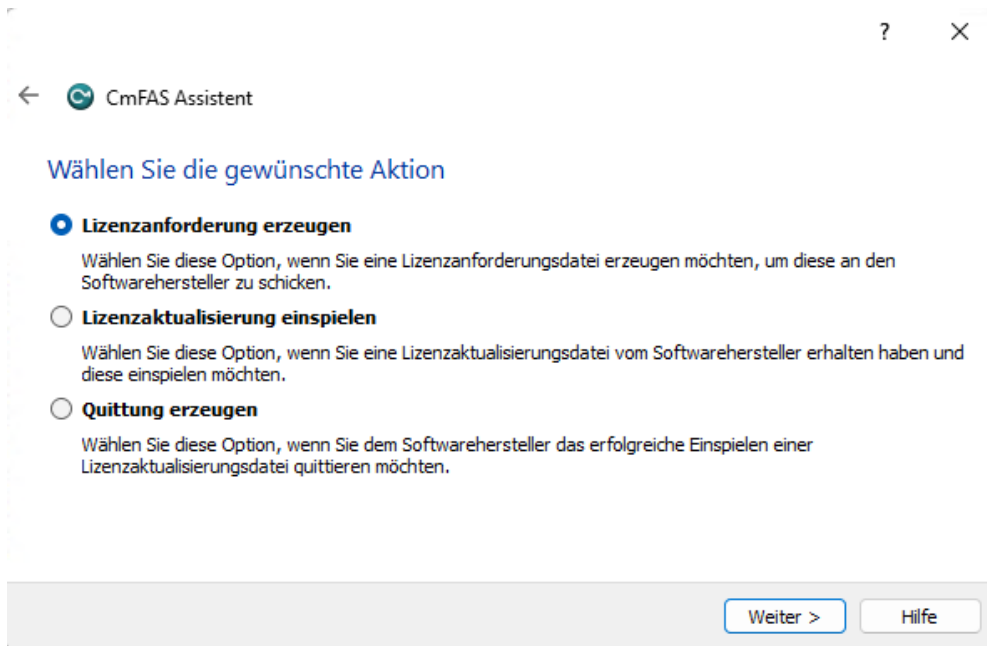 ?
CmFAS Assistent
Wählen Sie die gewünschte Aktion
Lizenzanforderung erzeugen
Wählen Sie diese Option, wenn Sie eine Lizenzanforderungsdatei erzeugen möchten, um diese an den
Softwarehersteller zu schicken.
Lizenzaktualisierung einspielen
Wählen Sie diese Option, wenn Sie eine Lizenzaktualisierungsdatei vom Softwarehersteller erhalten haben und
diese einspielen möchten.
Quittung erzeugen
Wählen Sie diese Option, wenn Sie dem Softwarehersteller das erfolgreiche Einspielen einer
Lizenzaktualisierungsdatei quittieren möchten.
Weiter > Hilfe